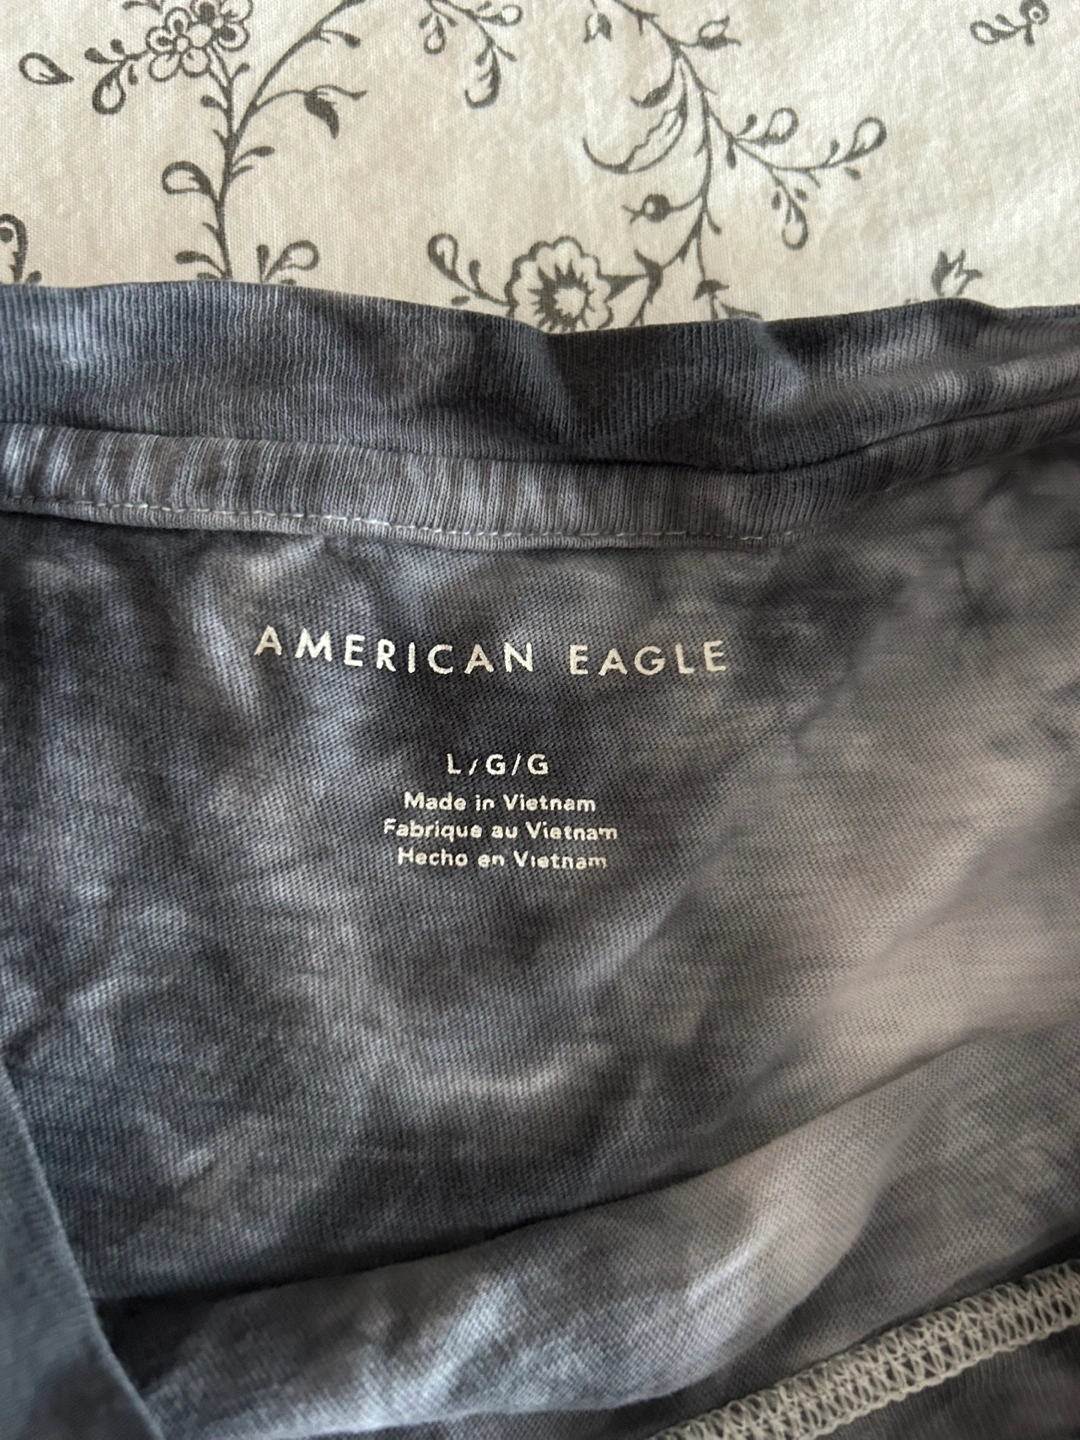 AMERICAN EAGLE
L/G/G
Made in Vietnam
Fabrique au Vietnam
Hecho en Vietnam